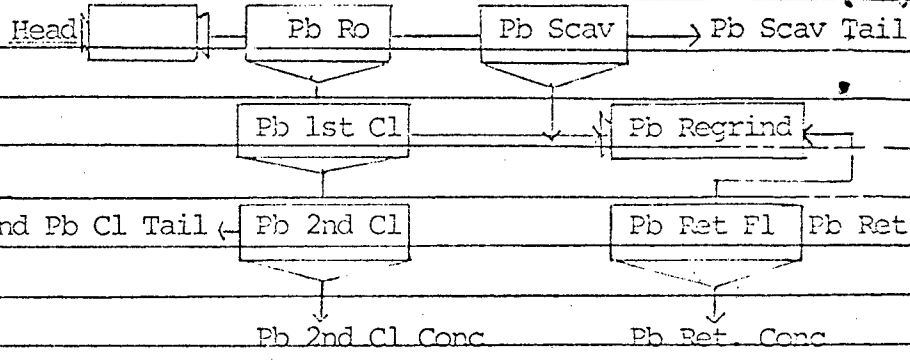 Head Pb Ro Pb Scav Pb Scav Tail
Pb 1st Cl Pb Regrind
nd Pb Cl Tail Pb 2nd Cl Pb Ret Fl Pb Ret
Pb 2nd Cl Conc Pb Ret. Conc